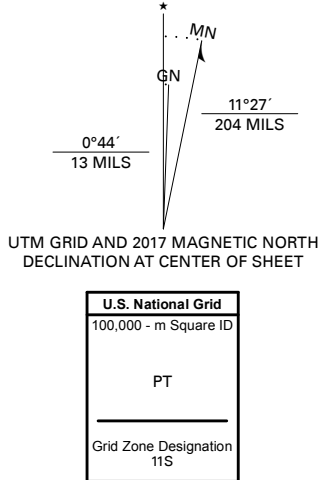 ★
MN
GN
11°27´
204 MILS
0°44´
13 MILS
UTM GRID AND 2017 MAGNETIC NORTH
DECLINATION AT CENTER OF SHEET
U.S. National Grid
100,000 - m Square ID
PT
Grid Zone Designation
11S